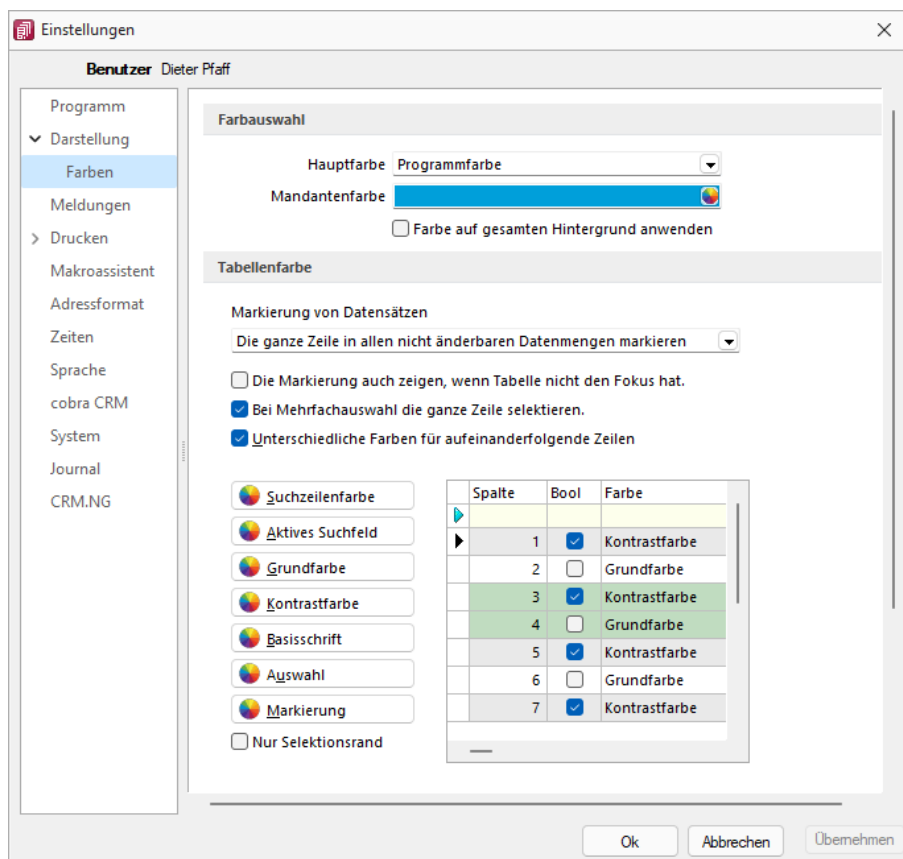 Einstellungen
Benutzer Dieter Pfaff
Programm
Darstellung
Farben
Meldungen
Drucken
Makroassistent
Adressformat
Zeiten
Sprache
cobra CRM
System
Journal
CRM.NG
Farbauswahl
Hauptfarbe Programmfarbe
Mandantenfarbe
Farbe auf gesamten Hintergrund anwenden
Tabellenfarbe
Markierung von Datensätzen
Die ganze Zeile in allen nicht änderbaren Datenmengen markieren
Die Markierung auch zeigen, wenn Tabelle nicht den Fokus hat.
Bei Mehrfachauswahl die ganze Zeile selektieren.
Unterschiedliche Farben für aufeinanderfolgende Zeilen
Suchzeilenfarbe
Aktives Suchfeld
Grundfarbe
Kontrastfarbe
Basisschrift
Auswahl
Markierung
Nur Selektionsrand
Spalte Bool Farbe
1 Kontrastfarbe
2 Grundfarbe
3 Kontrastfarbe
4 Grundfarbe
5 Kontrastfarbe
6 Grundfarbe
7 Kontrastfarbe
Ok Abbrechen Übernehmen